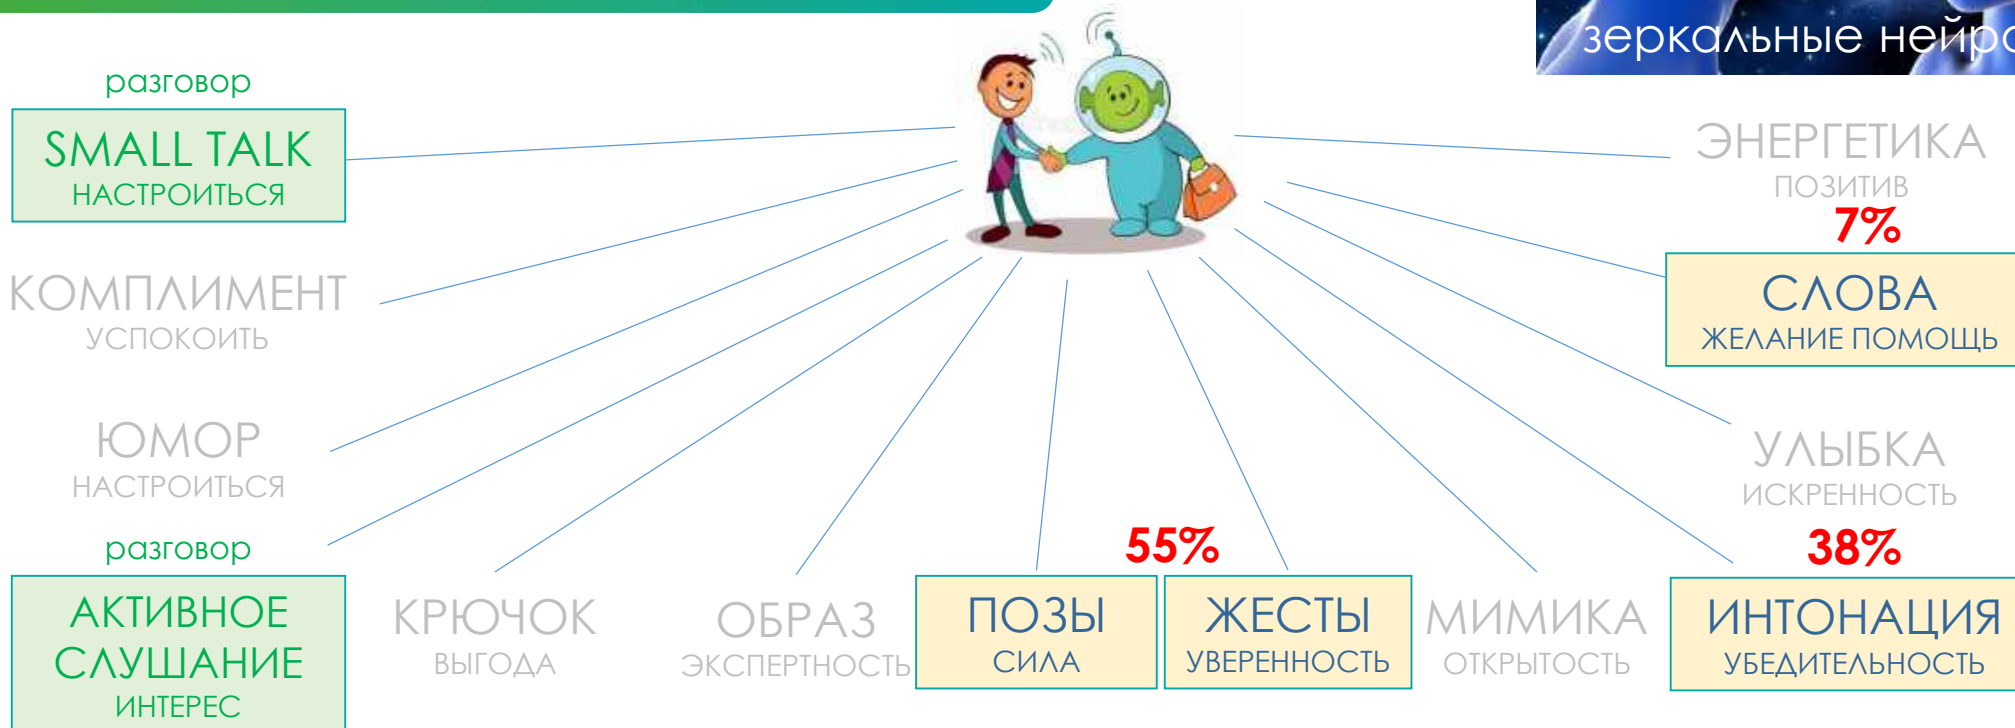 зеркальные нейро
разговор
SMALL TALK
НАСТРОИТЬСЯ
ЭНЕРГЕТИКА
ПОЗИТИВ
7%
КОМПЛИМЕНТ
УСПОКОИТЬ
СЛОВА
ЖЕЛАНИЕ ПОМОЩЬ
ЮМОР
НАСТРОИТЬСЯ
УЛЫБКА
ИСКРЕННОСТЬ
разговор
55%
38%
АКТИВНОЕ
СЛУШАНИЕ
ИНТЕРЕС
КРЮЧОК
ВЫГОДА
ОБРАЗ
ЭКСПЕРТНОСТЬ
ПОЗЫ
СИЛА
ЖЕСТЫ
УВЕРЕННОСТЬ
МИМИКА
ОТКРЫТОСТЬ
ИНТОНАЦИЯ
УБЕДИТЕЛЬНОСТЬ